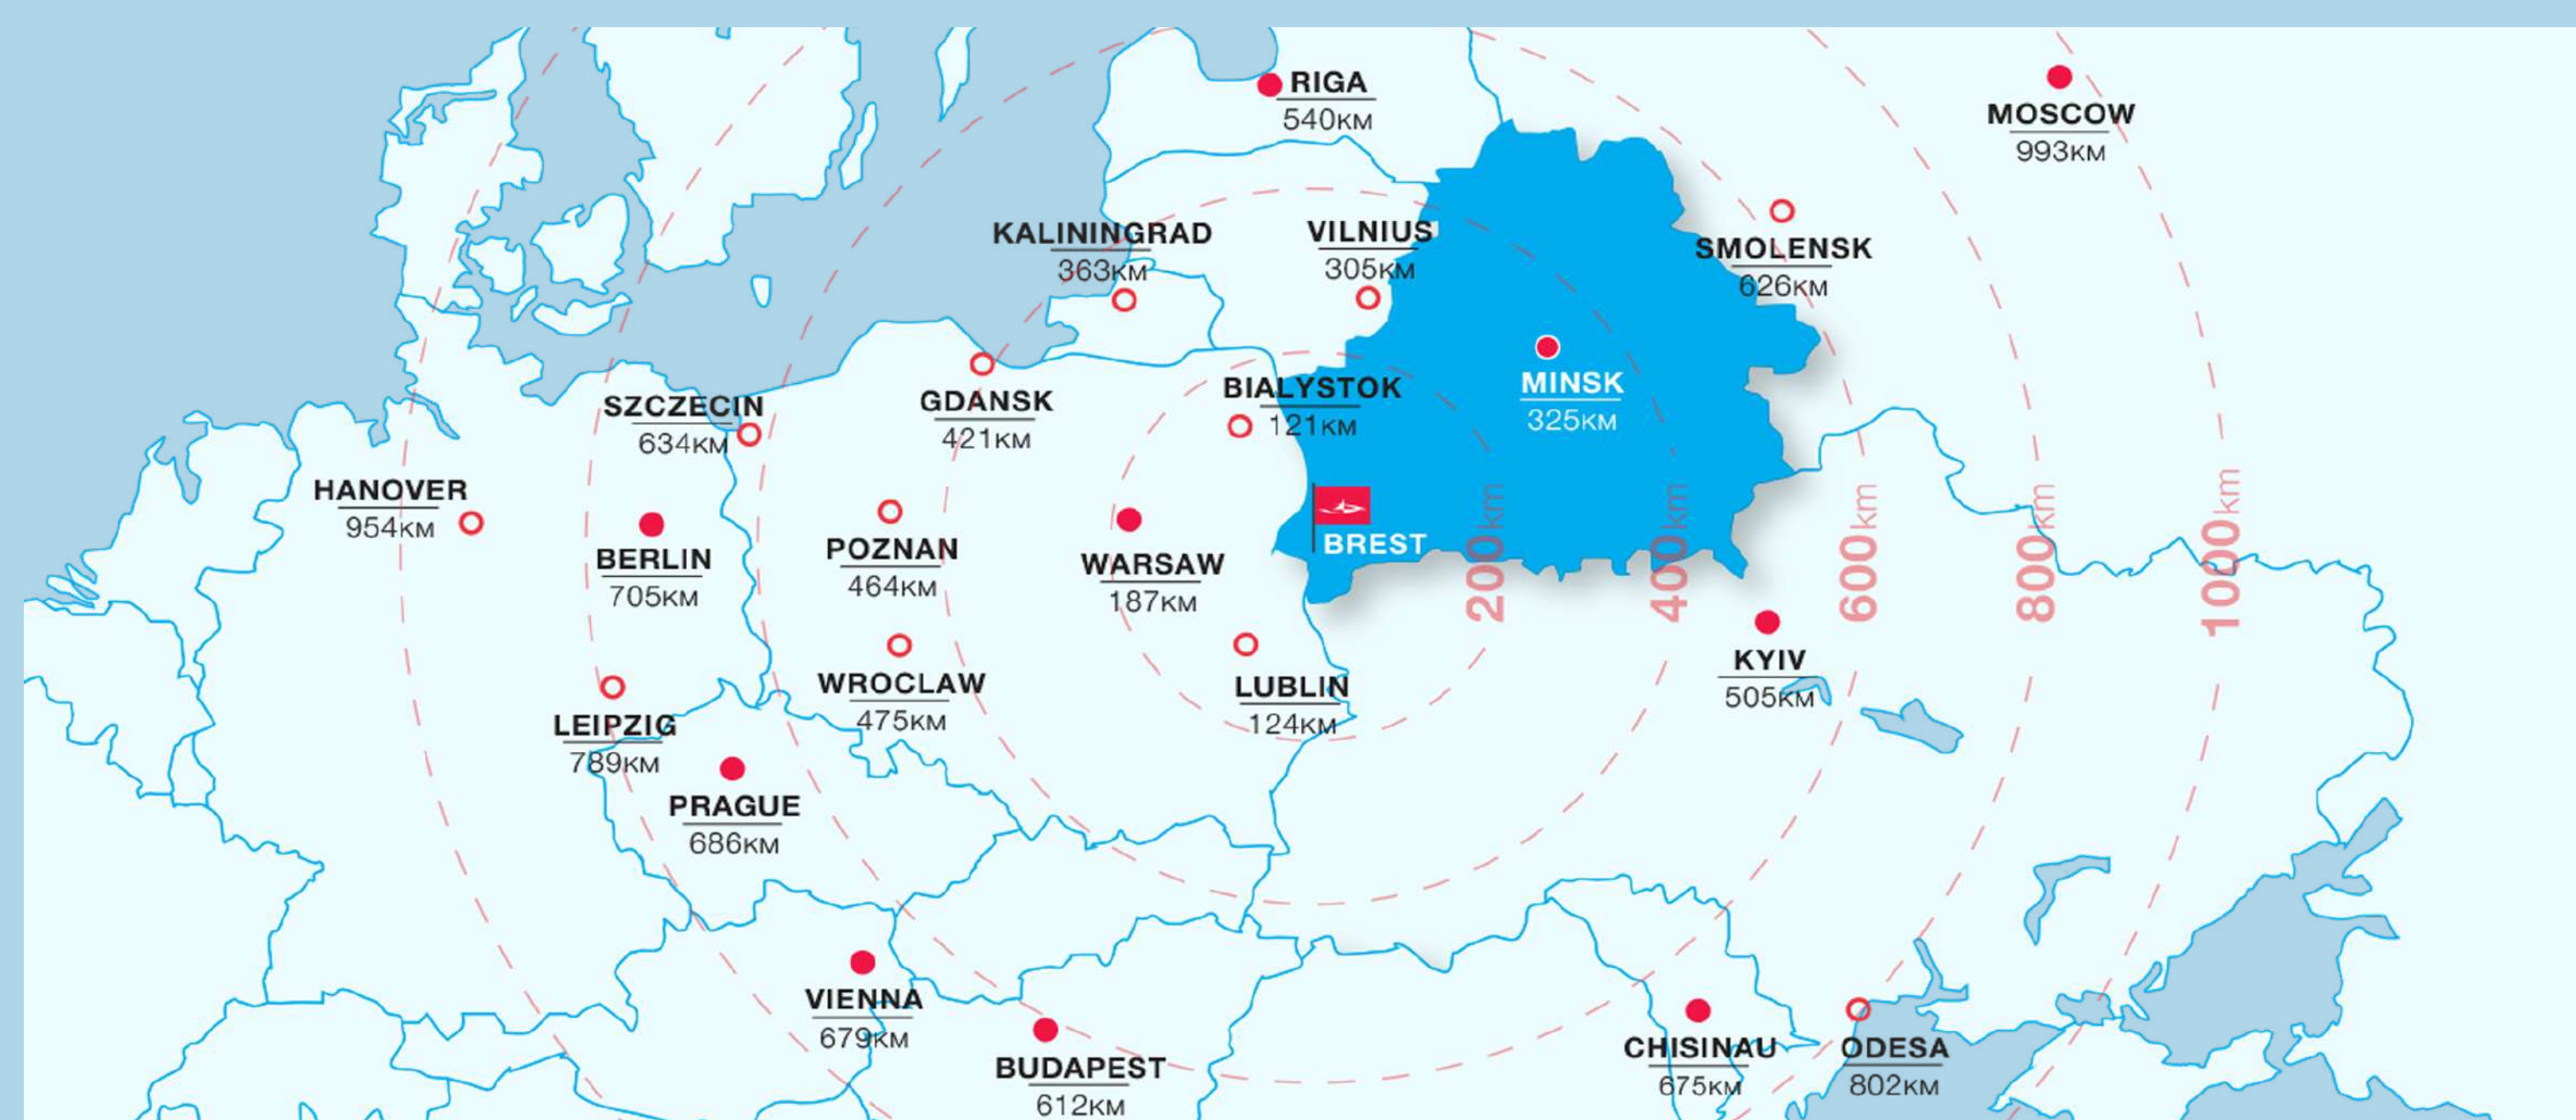 RIGA
540КМ
MOSCOW
993КМ
KALININGRAD
363КМ
VILNIUS
305КМ
SMOLENSK
626КМ
MINSK
325КМ
BIALYSTOK
121КМ
GDANSK
421КМ
SZCZECIN
634КМ
HANOVER
954КМ
BERLIN
705КМ
POZNAN
464КМ
WARSAW
187КМ
BREST
200km
400km
600km
800km
1000km
WROCLAW
475КМ
LUBLIN
124КМ
KYIV
505КМ
LEIPZIG
789КМ
PRAGUE
686КМ
VIENNA
679КМ
BUDAPEST
612КМ
CHISINAU
675КМ
ODESA
802КМ